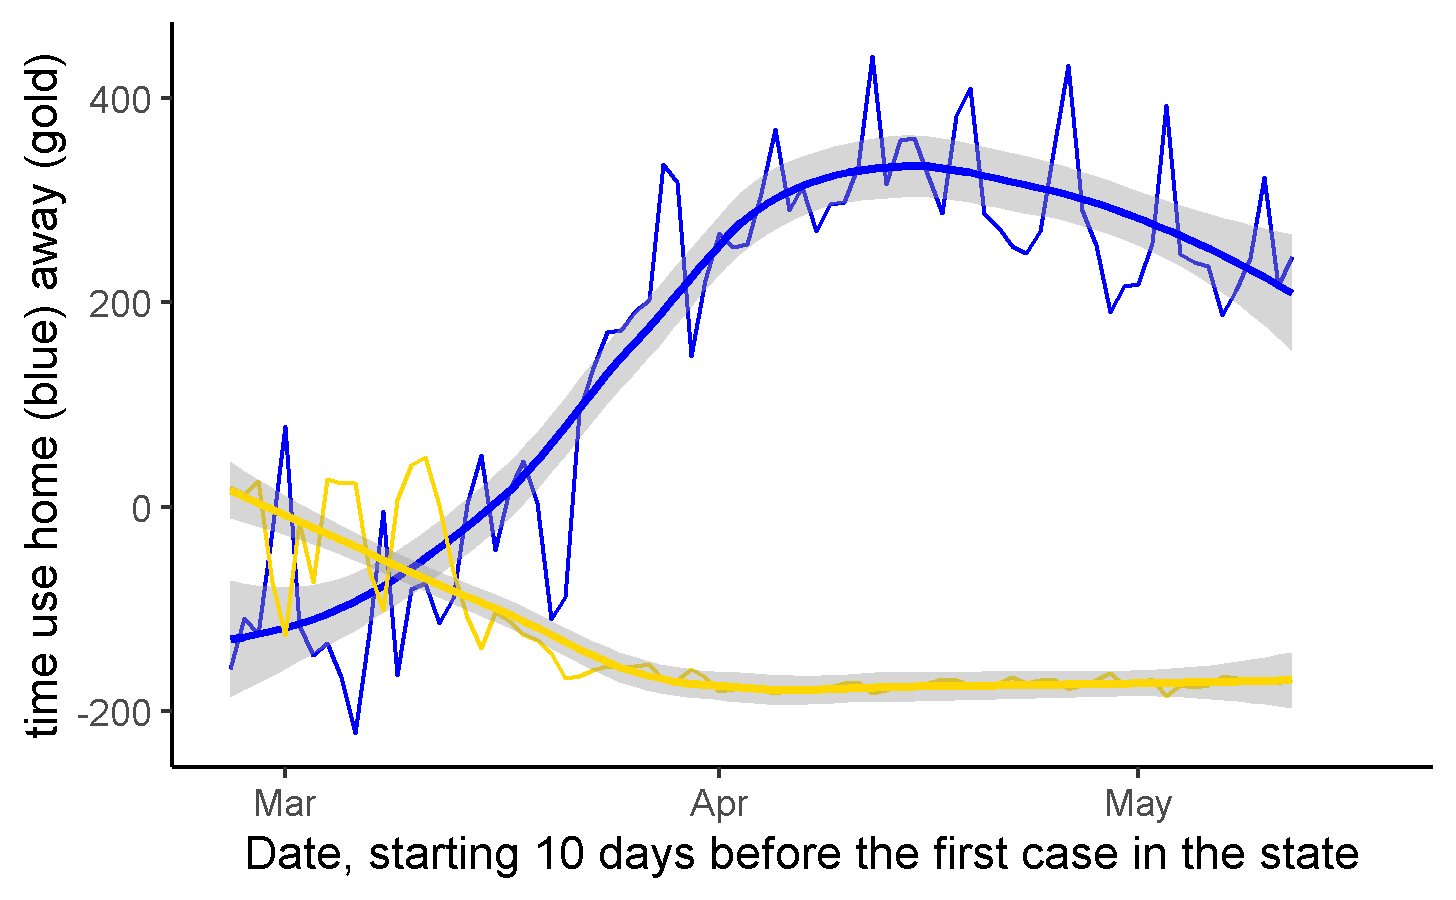 time use home (blue) away (gold)
400
200
0
-200
Mar
Apr
May
Date, starting 10 days before the first case in the state